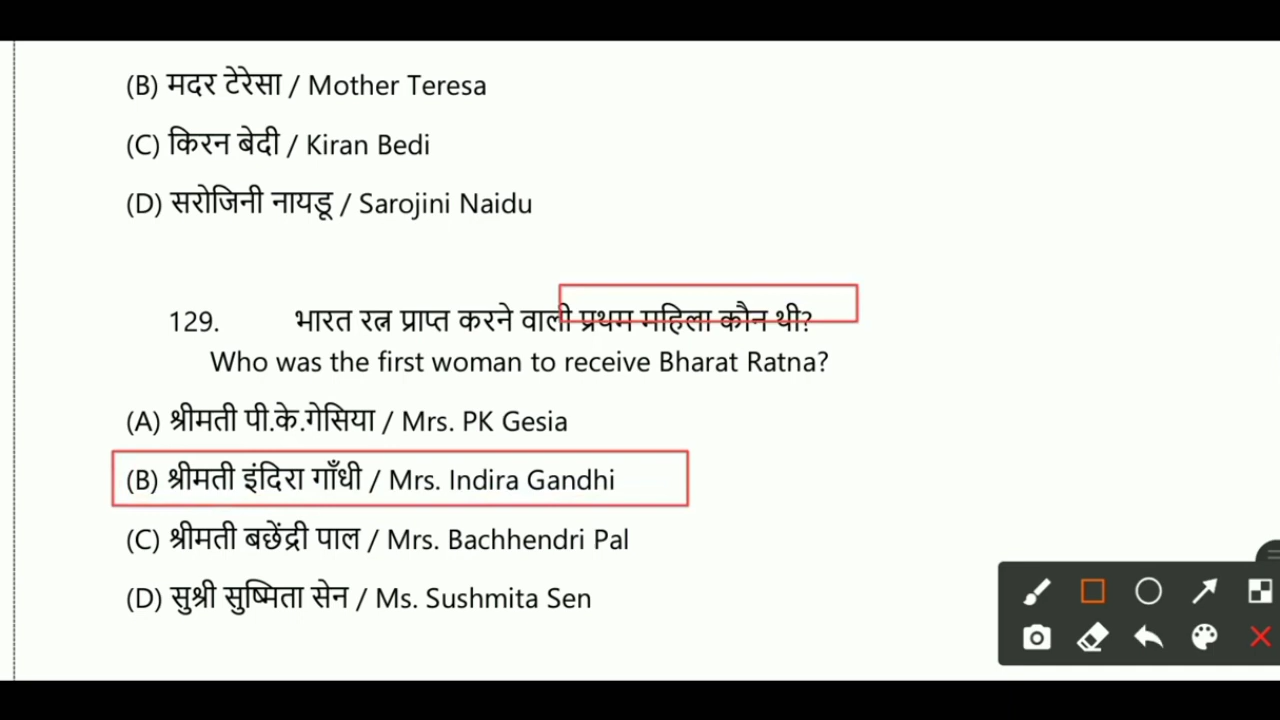 (B) मदर टेरेसा / Mother Teresa
(C) किरन बेदी / Kiran Bedi
(D) सरोजिनी नायडू / Sarojini Naidu
129. भारत रत्न प्राप्त करने वाली प्रथम महिला कौन थी?
Who was the first woman to receive Bharat Ratna?
(A) श्रीमती पी.के.गेसिया / Mrs. PK Gesia
(B) श्रीमती इंदिरा गाँधी / Mrs. Indira Gandhi
(C) श्रीमती बछेंद्री पाल / Mrs. Bachhendri Pal
(D) सुश्री सुष्मिता सेन / Ms. Sushmita Sen